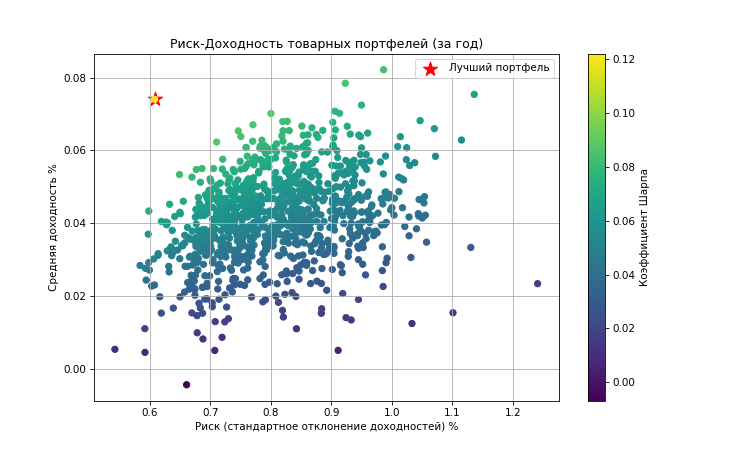 Риск-Доходность товарных портфелей (за год)
Лучший портфель
Средняя доходность %
0.08
0.06
0.04
0.02
0.00
0.6 0.7 0.8 0.9 1.0 1.1 1.2
Риск (стандартное отклонение доходностей) %
0.12
0.10
0.08
0.06
0.04
0.02
0.00
Коэффициент Шарпа